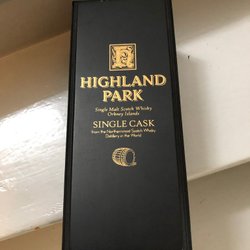 HIGHLAND
PARK
Single Malt Scotch Whisky
Orkney Islands
SINGLE CASK
from the Northernmost Scotch Whisky
Distillery in the World